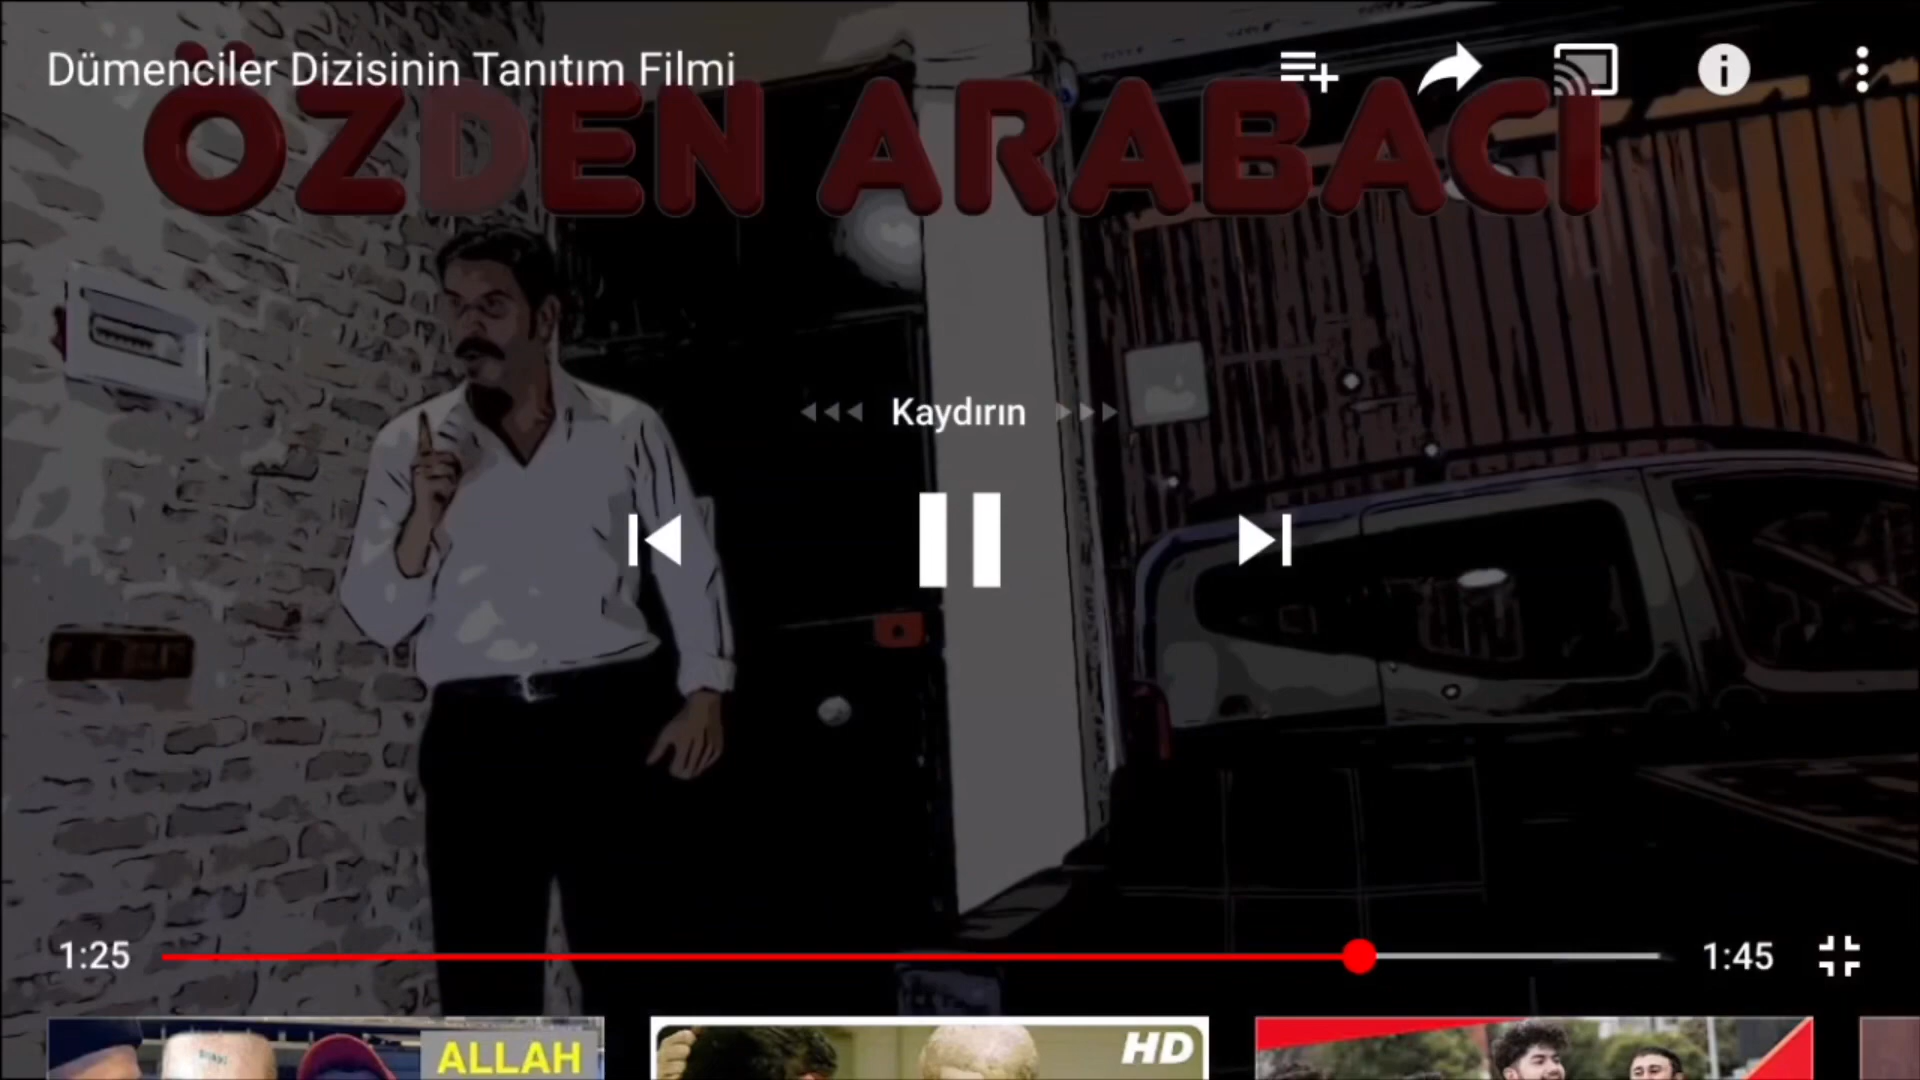 Dümenciler Dizisinin Tanıtım Filmi
ÖZDEN ARABACI
Kaydırın
1:25
1:45
ALLAH
HD